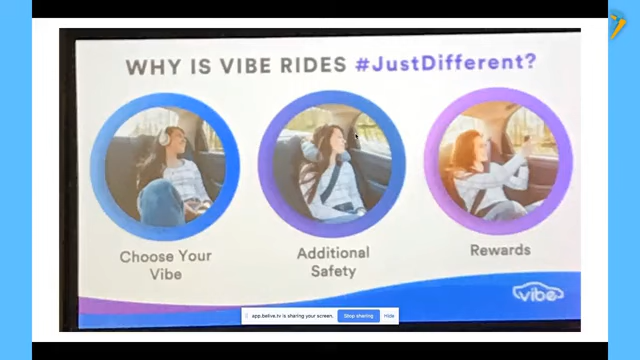 WHY IS VIBE RIDES #JustDifferent?
Choose Your
Vibe
Additional
Safety
Rewards
vibe
app.belive.tv is sharing your screen.
Stop sharing
Hide